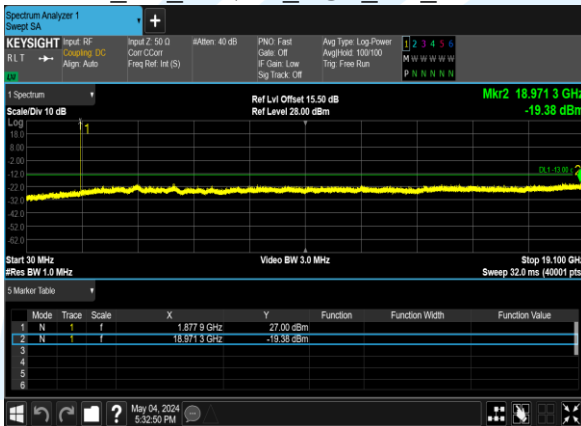 Spectrum Analyzer 1
Swept SA
KEYSIGHT Input: RF Input Z: 50 Ω #Atten: 40 dB PNO: Fast Avg Type: Log-Power 1 2 3 4 5 6
RLT Coupling: DC Corr CCorr Gate: Off Avg|Hold: 100/100 M W W W W W
Align: Auto Freq Ref: Int (S) IF Gain: Low Trig: Free Run
Sig Track: Off P N N N N N
1 Spectrum Mkr2 18.971 3 GHz
Scale/Div 10 dB Ref Lvl Offset 15.50 dB -19.38 dBm
Ref Level 28.00 dBm
Log
18.0
1
8.00
-2.00
-12.0
DL1 -13.00
-22.0
-32.0
-42.0
-52.0
-62.0
Start 30 MHz Video BW 3.0 MHz Stop 19.100 GHz
#Res BW 1.0 MHz Sweep 32.0 ms (40001 pts
5 Marker Table
Mode Trace Scale X Y Function Function Width Function Value
1 N 1 f 1.877 9 GHz 27.00 dBm
2 N 1 f 18.971 3 GHz -19.38 dBm
3
4
5
6
? May 04, 2024
5:32:50 PM